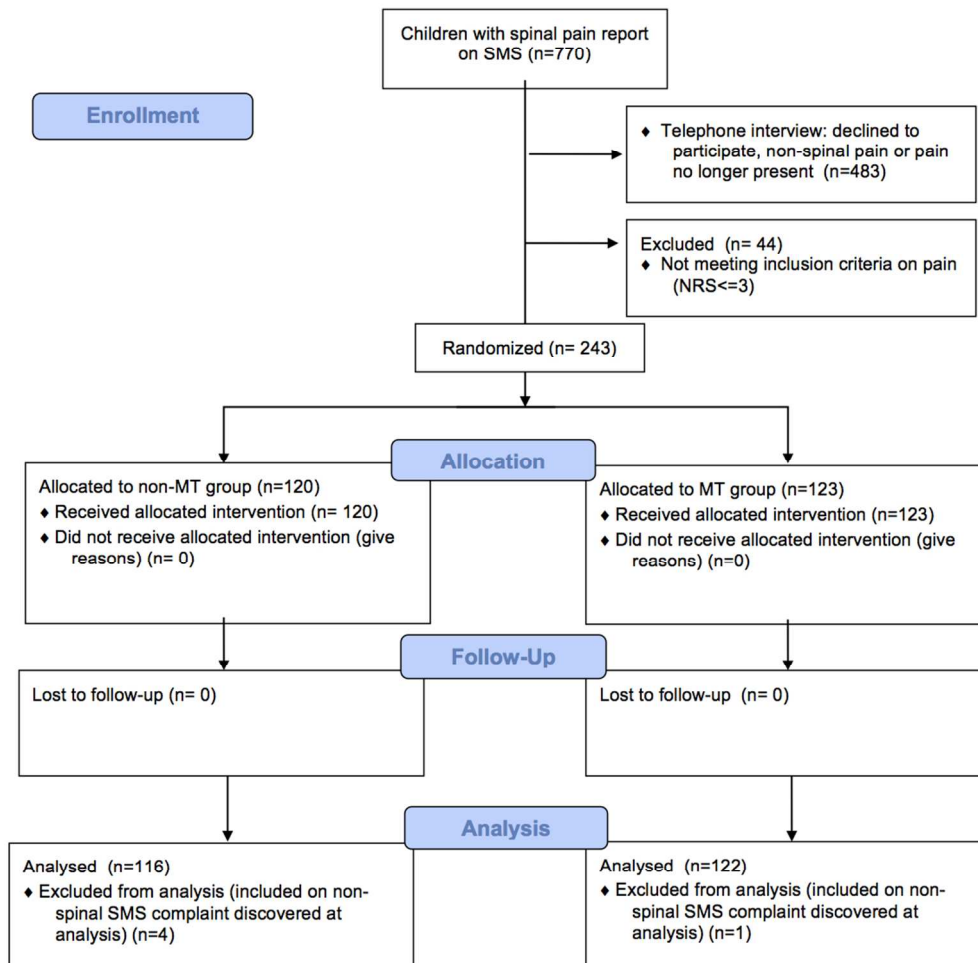 Children with spinal pain report
on SMS (n=770)
Enrollment
♦ Telephone interview: declined to
participate, non-spinal pain or pain
no longer present (n=483)
Excluded (n= 44)
♦ Not meeting inclusion criteria on pain
(NRS<=3)
Randomized (n= 243)
Allocation
Allocated to non-MT group (n=120)
♦ Received allocated intervention (n= 120)
♦ Did not receive allocated intervention (give
reasons) (n= 0)
Allocated to MT group (n=123)
♦ Received allocated intervention (n=123)
♦ Did not receive allocated intervention (give
reasons) (n=0)
Follow-Up
Lost to follow-up (n= 0)
Lost to follow-up (n= 0)
Analysis
Analysed (n=116)
♦ Excluded from analysis (included on non-
spinal SMS complaint discovered at
analysis) (n=4)
Analysed (n=122)
♦ Excluded from analysis (included on non-
spinal SMS complaint discovered at
analysis) (n=1)